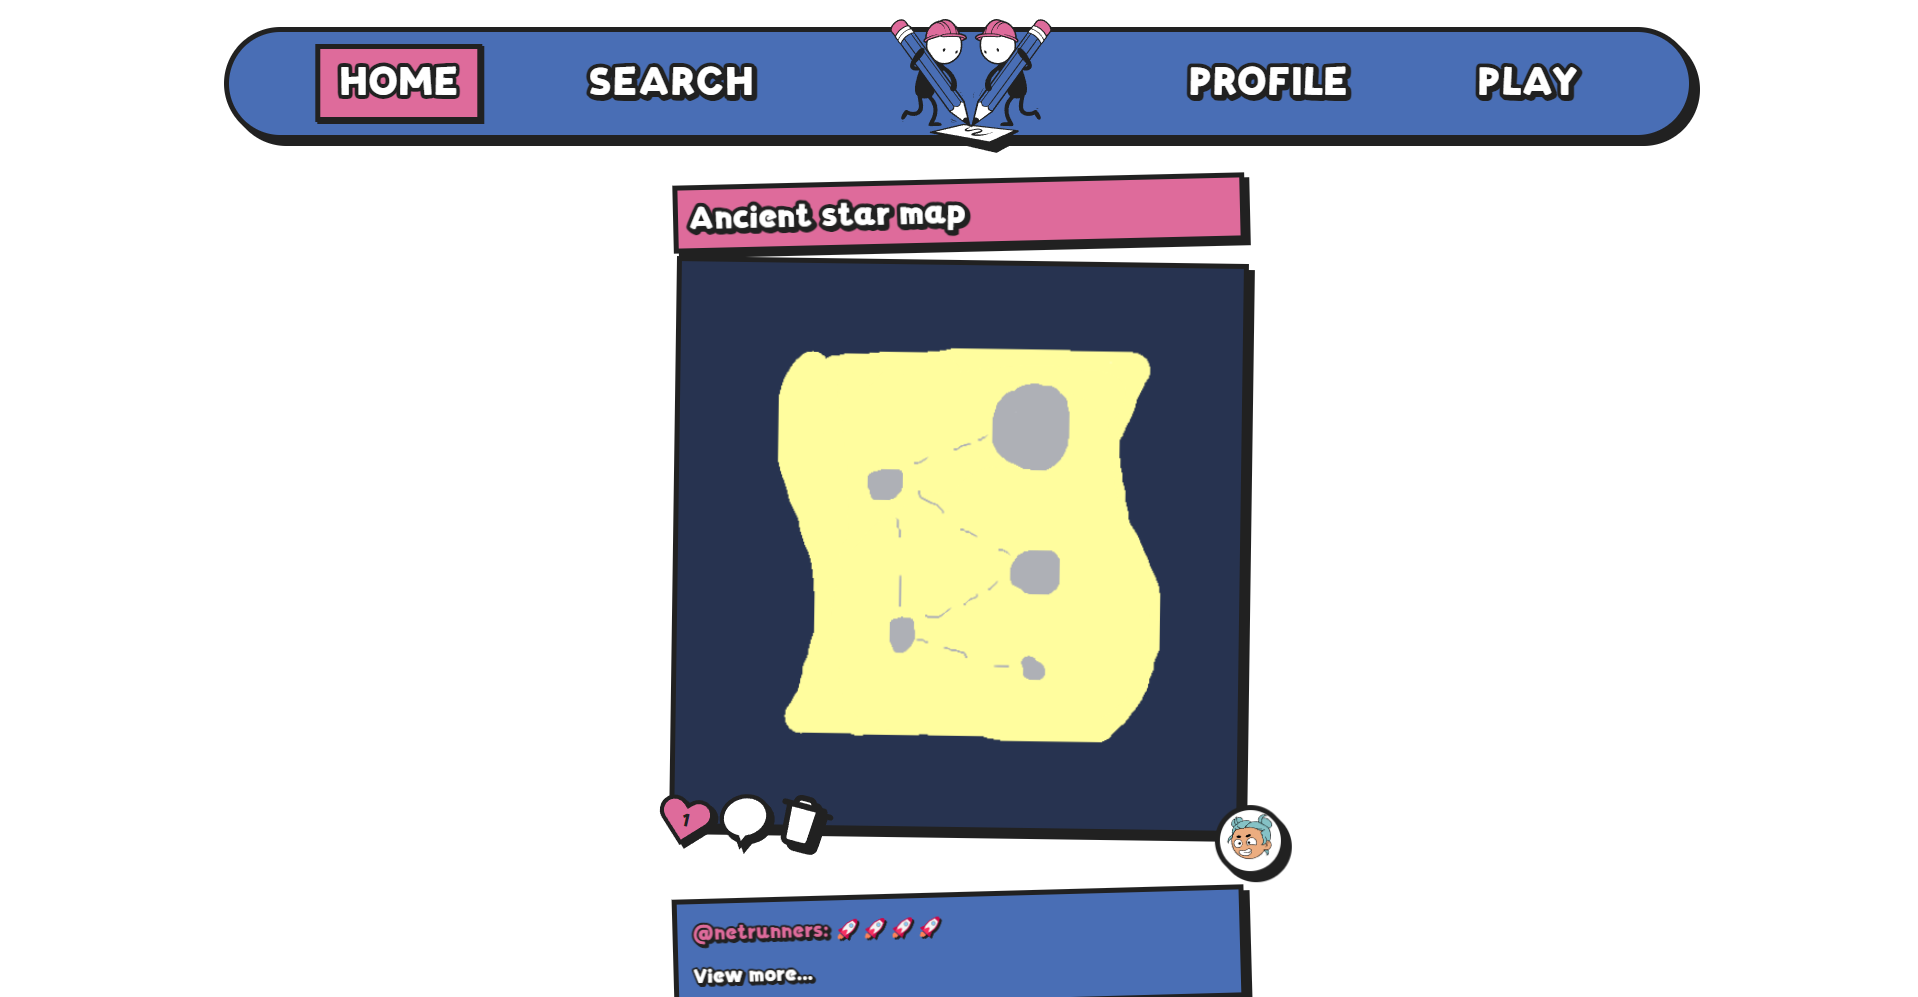 HOME SEARCH PROFILE PLAY
Ancient star map
1
@netrunners: 🚀🚀🚀🚀
View more...